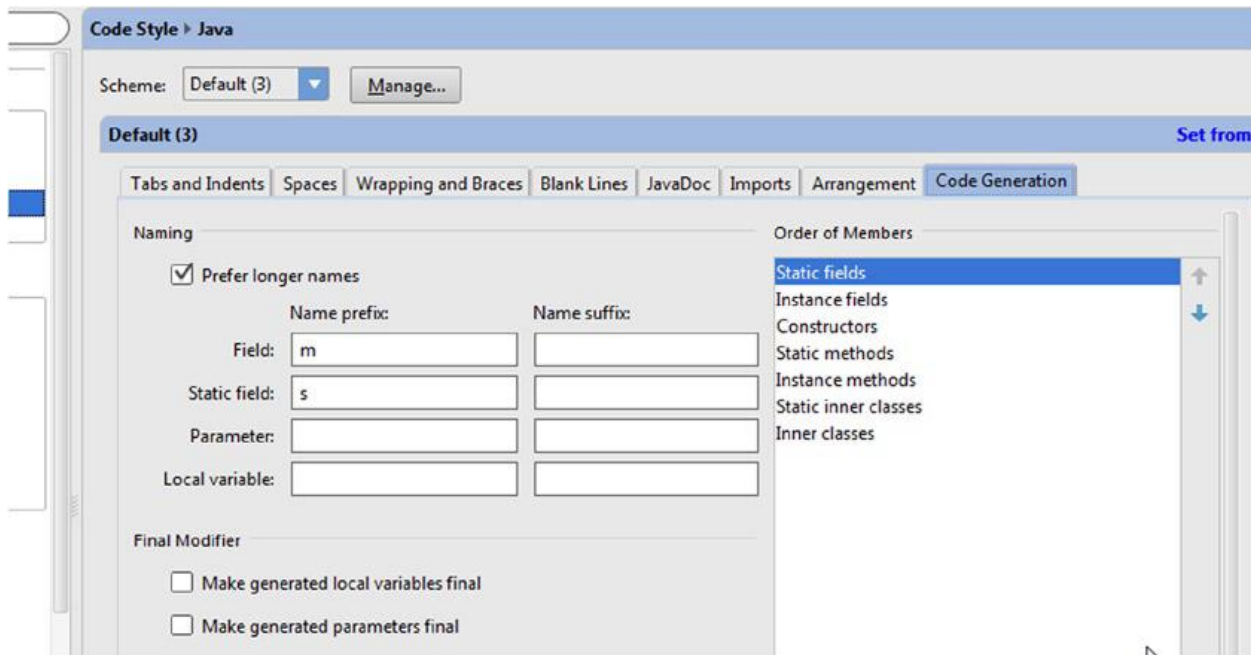 Code Style ▸ Java
Scheme: Default (3) Manage...
Default (3) Set from
Tabs and Indents Spaces Wrapping and Braces Blank Lines JavaDoc Imports Arrangement Code Generation
Naming
Prefer longer names
Name prefix: Name suffix:
Field: m
Static field: s
Parameter:
Local variable:
Final Modifier
Make generated local variables final
Make generated parameters final
Order of Members
Static fields
Instance fields
Constructors
Static methods
Instance methods
Static inner classes
Inner classes